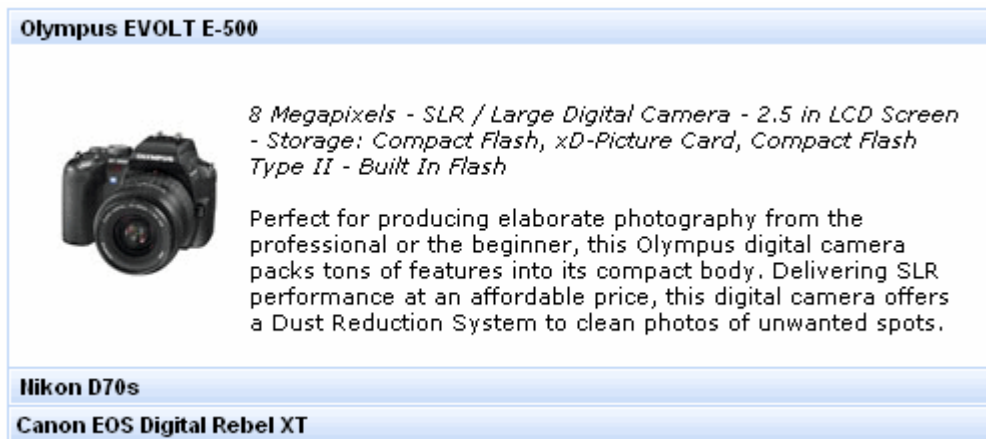 Olympus EVOLT E-500
8 Megapixels - SLR / Large Digital Camera - 2.5 in LCD Screen
- Storage: Compact Flash, xD-Picture Card, Compact Flash
Type II - Built In Flash
OLYMPUS
Perfect for producing elaborate photography from the
professional or the beginner, this Olympus digital camera
packs tons of features into its compact body. Delivering SLR
performance at an affordable price, this digital camera offers
a Dust Reduction System to clean photos of unwanted spots.
Nikon D70s
Canon EOS Digital Rebel XT